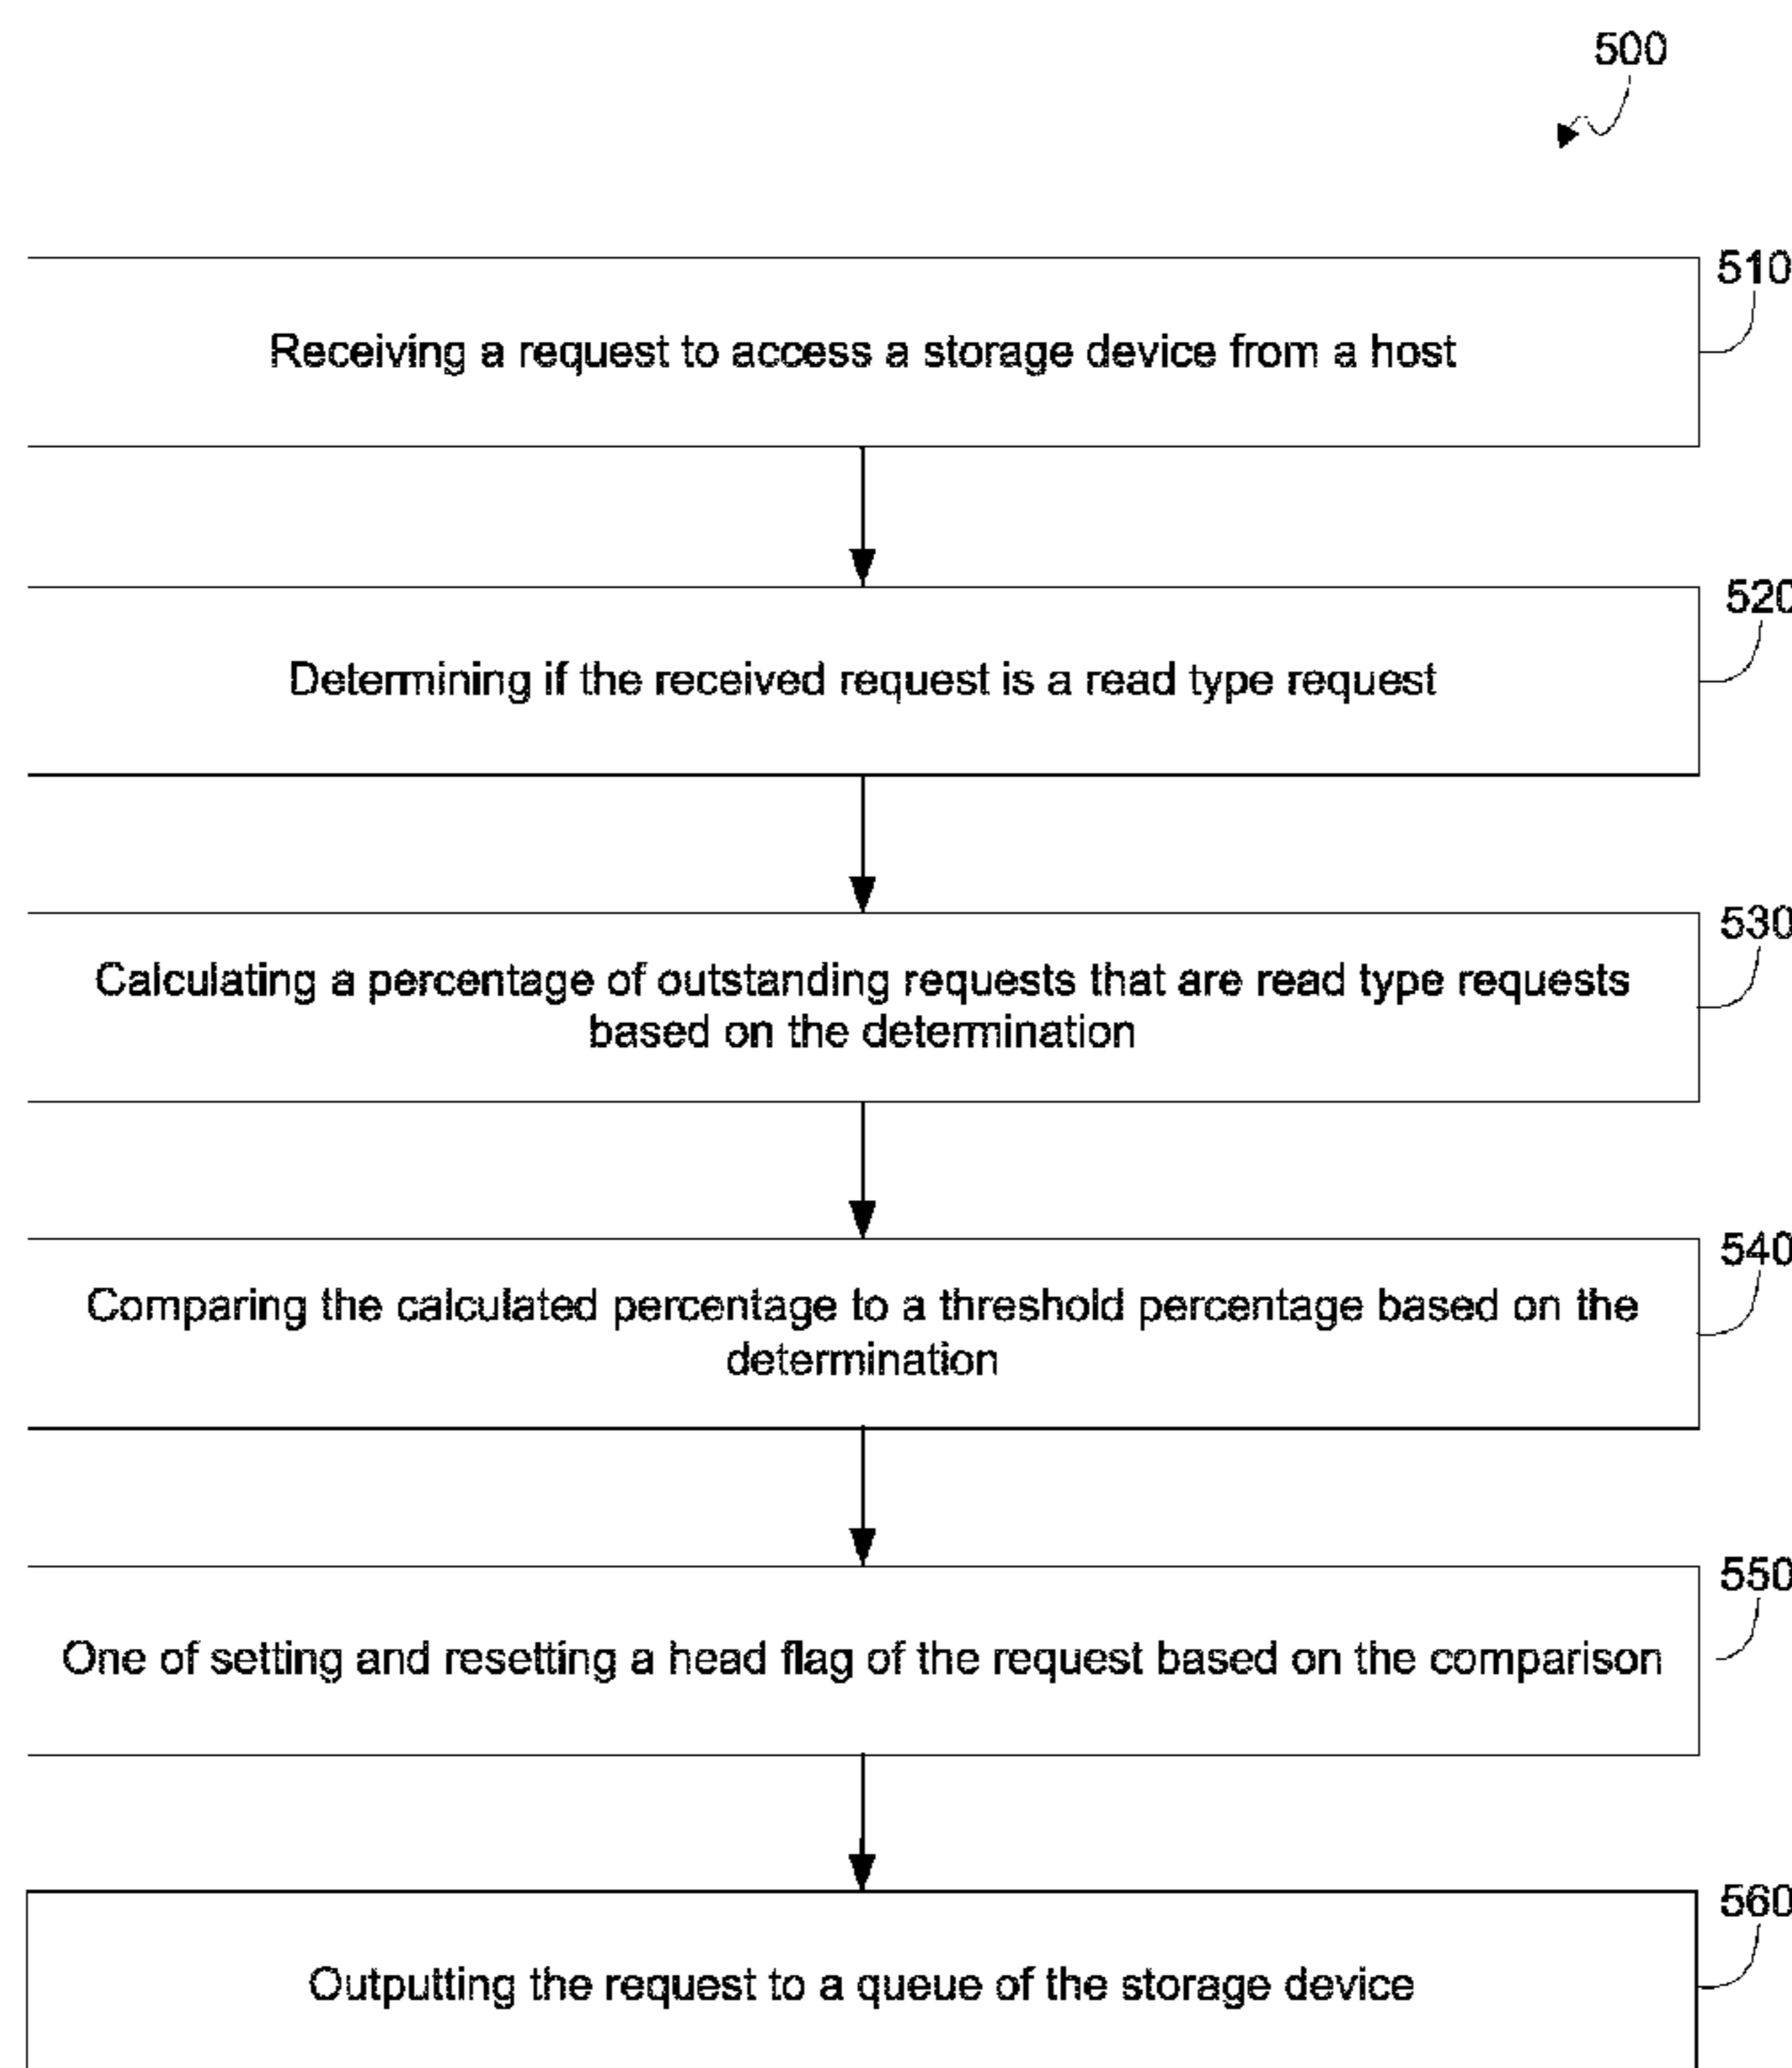 500
510
Receiving a request to access a storage device from a host
520
Determining if the received request is a read type request
530
Calculating a percentage of outstanding requests that are read type requests
based on the determination
540
Comparing the calculated percentage to a threshold percentage based on the
determination
550
One of setting and resetting a head flag of the request based on the comparison
560
Outputting the request to a queue of the storage device